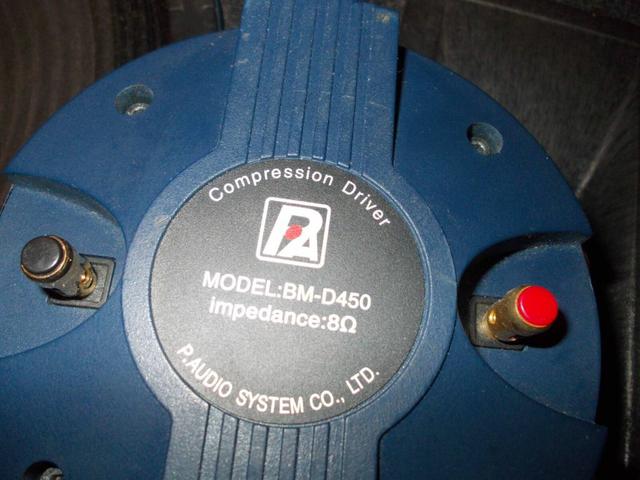 Compression Driver
PA
MODEL:BM-D450
impedance:8Ω
P.AUDIO SYSTEM CO., LTD.